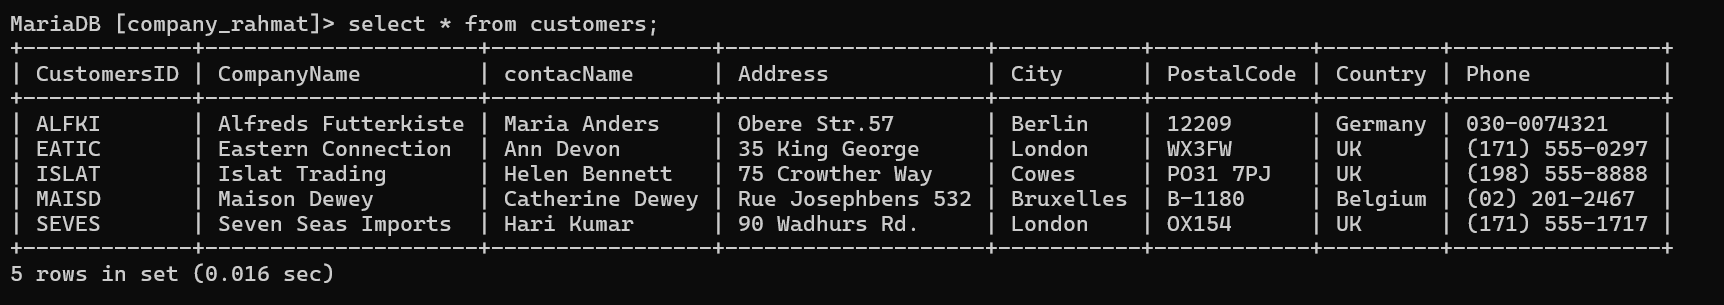 MariaDB [company_rahmat]> select * from customers;
+-------------+--------------------+-----------------+--------------------+-----------+------------+---------+----------------+
| CustomersID | CompanyName        | contacName      | Address            | City      | PostalCode | Country | Phone          |
+-------------+--------------------+-----------------+--------------------+-----------+------------+---------+----------------+
| ALFKI       | Alfreds Futterkiste | Maria Anders    | Obere Str.57       | Berlin    | 12209      | Germany | 030-0074321    |
| EATIC       | Eastern Connection | Ann Devon       | 35 King George     | London    | WX3FW      | UK      | (171) 555-0297 |
| ISLAT       | Islat Trading      | Helen Bennett   | 75 Crowther Way    | Cowes     | PO31 7PJ   | UK      | (198) 555-8888 |
| MAISD       | Maison Dewey       | Catherine Dewey | Rue Josephbens 532 | Bruxelles | B-1180     | Belgium | (02) 201-2467  |
| SEVES       | Seven Seas Imports | Hari Kumar      | 90 Wadhurs Rd.     | London    | OX154      | UK      | (171) 555-1717 |
+-------------+--------------------+-----------------+--------------------+-----------+------------+---------+----------------+
5 rows in set (0.016 sec)